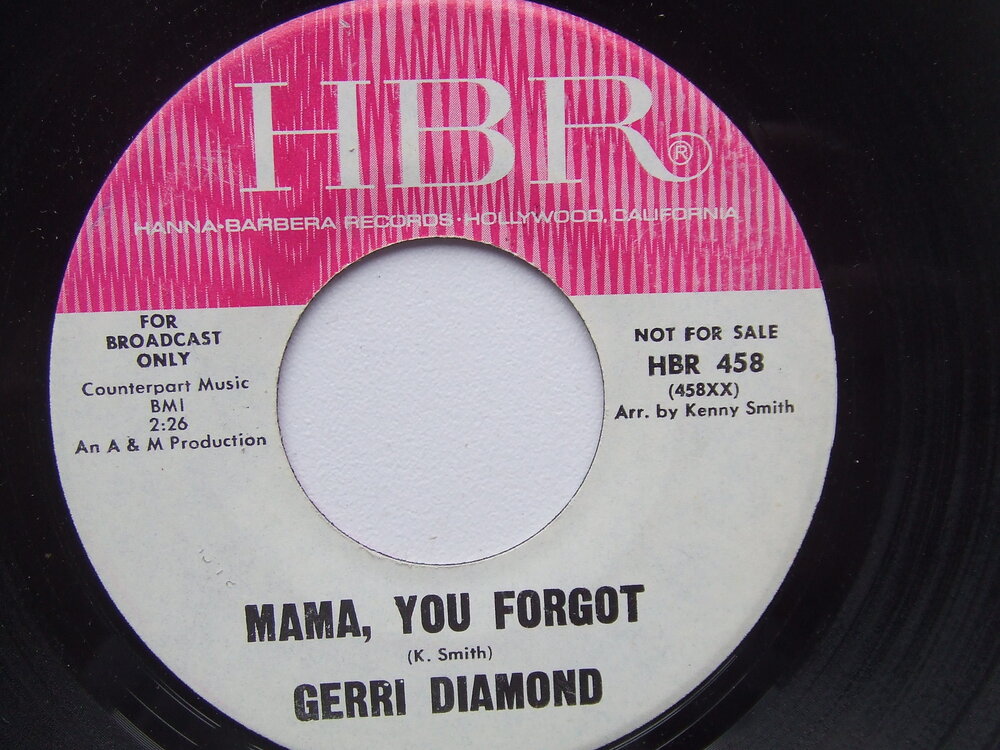 HBR®
HANNA-BARBERA RECORDS · HOLLYWOOD, CALIFORNIA
FOR
BROADCAST
ONLY
Counterpart Music
BMI
2:26
An A & M Production
NOT FOR SALE
HBR 458
(458XX)
Arr. by Kenny Smith
MAMA, YOU FORGOT
(K. Smith)
GERRI DIAMOND